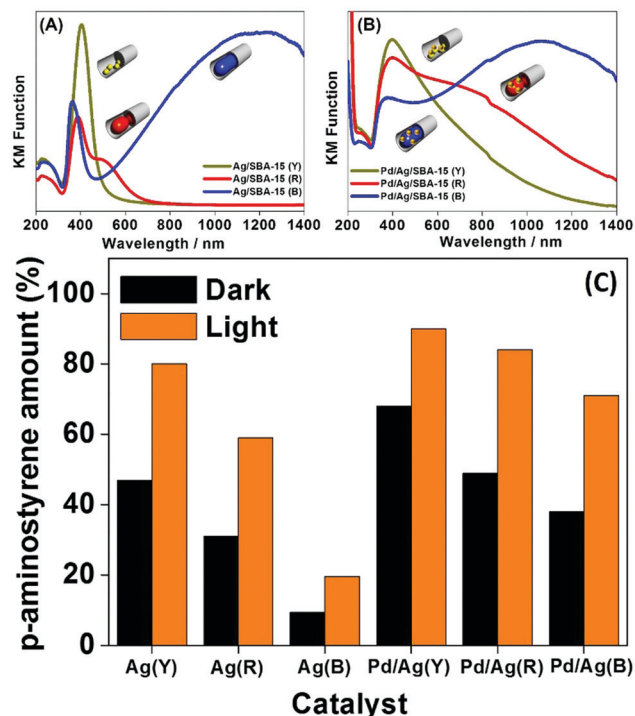 (A)
KM Function
Ag/SBA-15 (Y)
Ag/SBA-15 (R)
Ag/SBA-15 (B)
200 400 600 800 1000 1200 1400
Wavelength / nm
(B)
KM Function
Pd/Ag/SBA-15 (Y)
Pd/Ag/SBA-15 (R)
Pd/Ag/SBA-15 (B)
200 400 600 800 1000 1200 1400
Wavelength / nm
(C)
p-aminostyrene amount (%)
100
80
60
40
20
0
Dark
Light
Ag(Y) Ag(R) Ag(B) Pd/Ag(Y) Pd/Ag(R) Pd/Ag(B)
Catalyst